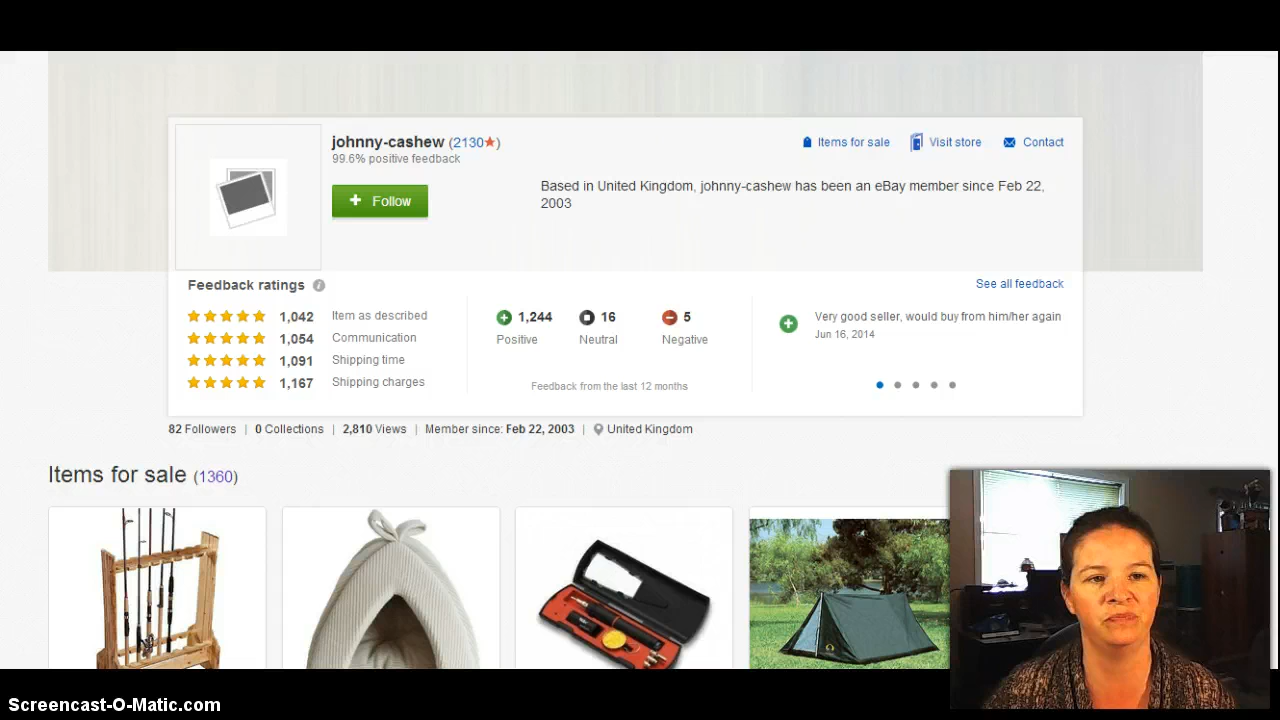 johnny-cashew (2130★)
99.6% positive feedback
Items for sale
Visit store
Contact
+ Follow
Based in United Kingdom, johnny-cashew has been an eBay member since Feb 22,
2003
Feedback ratings i
See all feedback
1,042 Item as described
1,054 Communication
1,091 Shipping time
1,167 Shipping charges
1,244 Positive
16 Neutral
5 Negative
Feedback from the last 12 months
Very good seller, would buy from him/her again
Jun 16, 2014
82 Followers | 0 Collections | 2,810 Views | Member since: Feb 22, 2003 | United Kingdom
Items for sale (1360)
Screencast-O-Matic.com